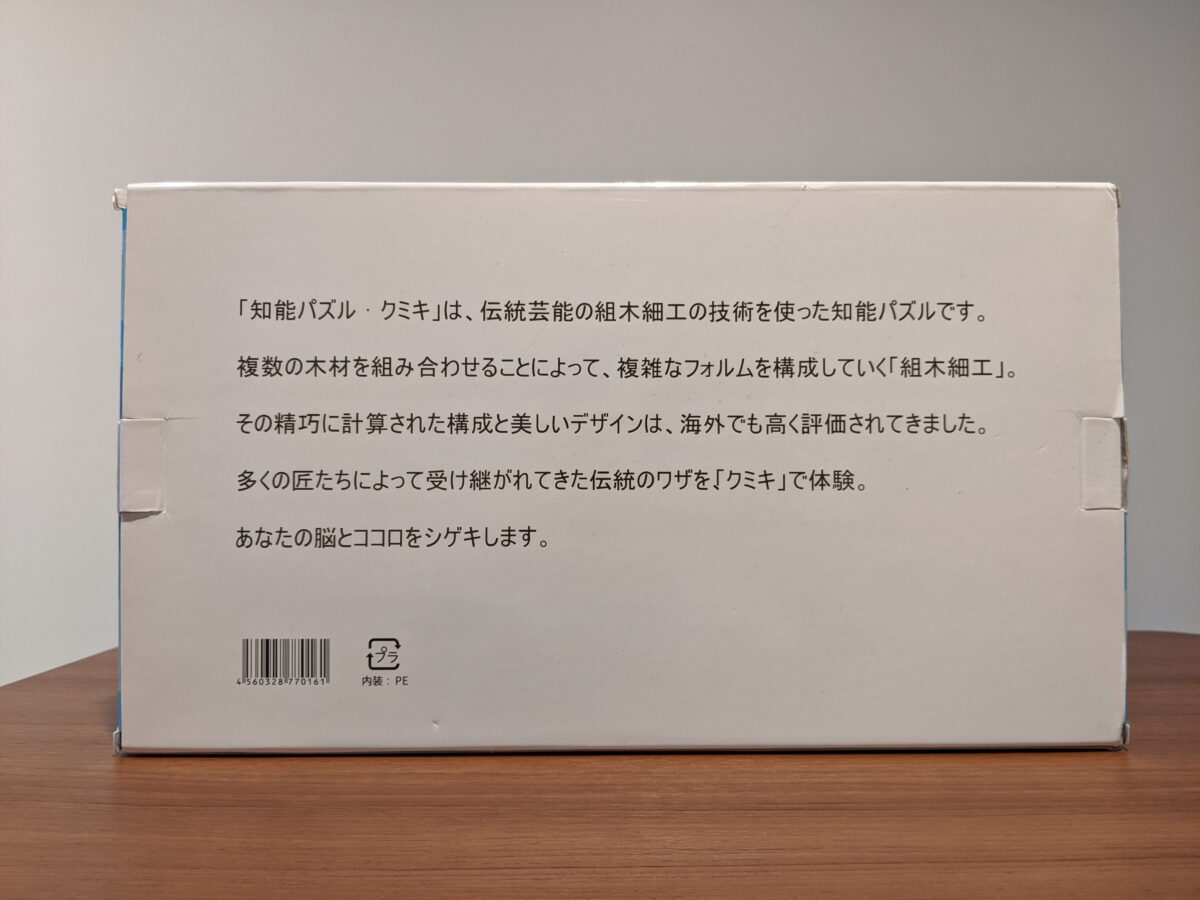 「知能パズル・クミキ」は、伝統芸能の組木細工の技術を使った知能パズルです。
複数の木材を組み合わせることによって、複雑なフォルムを構成していく「組木細工」。
その精巧に計算された構成と美しいデザインは、海外でも高く評価されてきました。
多くの匠たちによって受け継がれてきた伝統のワザを、「クミキ」で体験。
あなたの脳とココロをシゲキします。
4 560328 770161
プラ
内装：PE